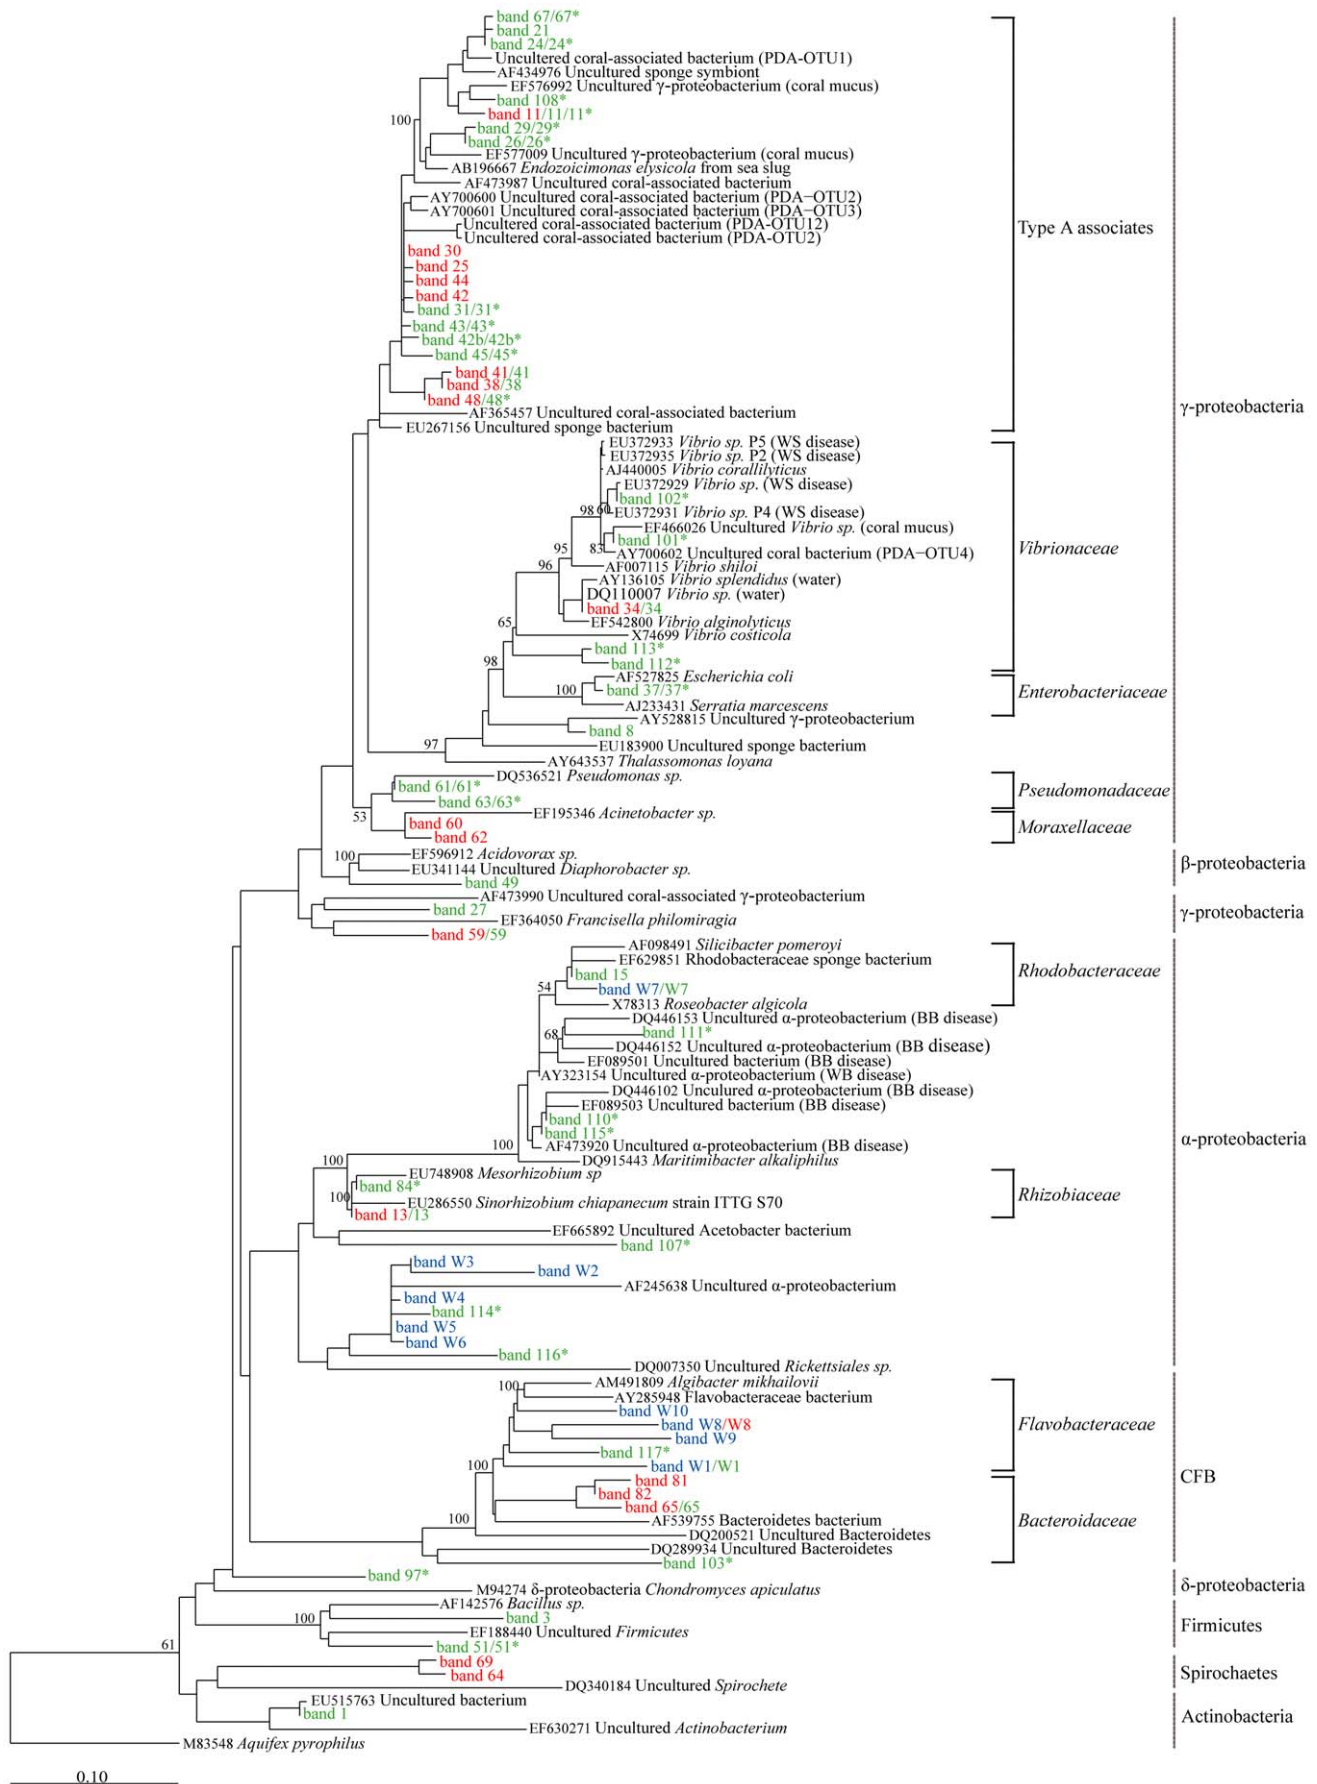 band 67/67*
band 21
band 24/24*
Uncultered coral-associated bacterium (PDA-OTU1)
AF434976 Uncultured sponge symbiont
EF576992 Uncultured γ-proteobacterium (coral mucus)
band 108*
band 11/11/11*
100
band 29/29*
band 26/26*
EF577009 Uncultured γ-proteobacterium (coral mucus)
AB196667 Endozoicimonas elysicola from sea slug
AF473987 Uncultured coral-associated bacterium
AY700600 Uncultured coral-associated bacterium (PDA−OTU2)
AY700601 Uncultured coral-associated bacterium (PDA−OTU3)
Uncultured coral-associated bacterium (PDA-OTU12)
Uncultered coral-associated bacterium (PDA-OTU2)
Type A associates
band 30
band 25
band 44
band 42
band 31/31*
band 43/43*
band 42b/42b*
band 45/45*
band 41/41
band 38/38
band 48/48*
γ-proteobacteria
AF365457 Uncultured coral-associated bacterium
EU267156 Uncultured sponge bacterium
EU372933 Vibrio sp. P5 (WS disease)
EU372935 Vibrio sp. P2 (WS disease)
AJ440005 Vibrio corallilyticus
EU372929 Vibrio sp. (WS disease)
band 102*
98 60
EU372931 Vibrio sp. P4 (WS disease)
EF466026 Uncultured Vibrio sp. (coral mucus)
band 101*
95
83
AY700602 Uncultured coral bacterium (PDA−OTU4)
Vibrionaceae
96
AF007115 Vibrio shiloi
AY136105 Vibrio splendidus (water)
DQ110007 Vibrio sp. (water)
band 34/34
65
EF542800 Vibrio alginolyticus
X74699 Vibrio costicola
band 113*
98
band 112*
AF527825 Escherichia coli
100
band 37/37*
Enterobacteriaceae
AJ233431 Serratia marcescens
AY528815 Uncultured γ-proteobacterium
band 8
97
EU183900 Uncultured sponge bacterium
AY643537 Thalassomonas loyana
DQ536521 Pseudomonas sp.
band 61/61*
Pseudomonadaceae
band 63/63*
53
EF195346 Acinetobacter sp.
band 60
Moraxellaceae
band 62
100
EF596912 Acidovorax sp.
EU341144 Uncultured Diaphorobacter sp.
β-proteobacteria
band 49
AF473990 Uncultured coral-associated γ-proteobacterium
band 27
γ-proteobacteria
EF364050 Francisella philomiragia
band 59/59
AF098491 Silicibacter pomeroyi
EF629851 Rhodobacteraceae sponge bacterium
Rhodobacteraceae
band 15
54
band W7/W7
X78313 Roseobacter algicola
DQ446153 Uncultured α-proteobacterium (BB disease)
68
band 111*
DQ446152 Uncultured α-proteobacterium (BB disease)
EF089501 Uncultured bacterium (BB disease)
AY323154 Uncultured α-proteobacterium (WB disease)
DQ446102 Uncultured α-proteobacterium (BB disease)
EF089503 Uncultured bacterium (BB disease)
band 110*
band 115*
α-proteobacteria
100
AF473920 Uncultured α-proteobacterium (BB disease)
100
DQ915443 Maritimibacter alkaliphilus
EU748908 Mesorhizobium sp
band 84*
100
Rhizobiaceae
EU286550 Sinorhizobium chiapanecum strain ITTG S70
band 13/13
EF665892 Uncultured Acetobacter bacterium
band 107*
band W3
band W2
AF245638 Uncultured α-proteobacterium
band W4
band 114*
band W5
band W6
band 116*
DQ007350 Uncultured Rickettsiales sp.
100
AM491809 Algibacter mikhailovii
AY285948 Flavobacteraceae bacterium
band W10
band W8/W8
Flavobacteraceae
band W9
band 117*
100
band W1/W1
CFB
band 81
band 82
band 65/65
100
AF539755 Bacteroidetes bacterium
Bacteroidaceae
DQ200521 Uncultured Bacteroidetes
DQ289934 Uncultured Bacteroidetes
band 103*
band 97*
δ-proteobacteria
M94274 δ-proteobacteria Chondromyces apiculatus
AF142576 Bacillus sp.
100
band 3
Firmicutes
EF188440 Uncultured Firmicutes
61
band 51/51*
band 69
Spirochaetes
band 64
DQ340184 Uncultured Spirochete
EU515763 Uncultured bacterium
band 1
Actinobacteria
EF630271 Uncultured Actinobacterium
M83548 Aquifex pyrophilus
0.10